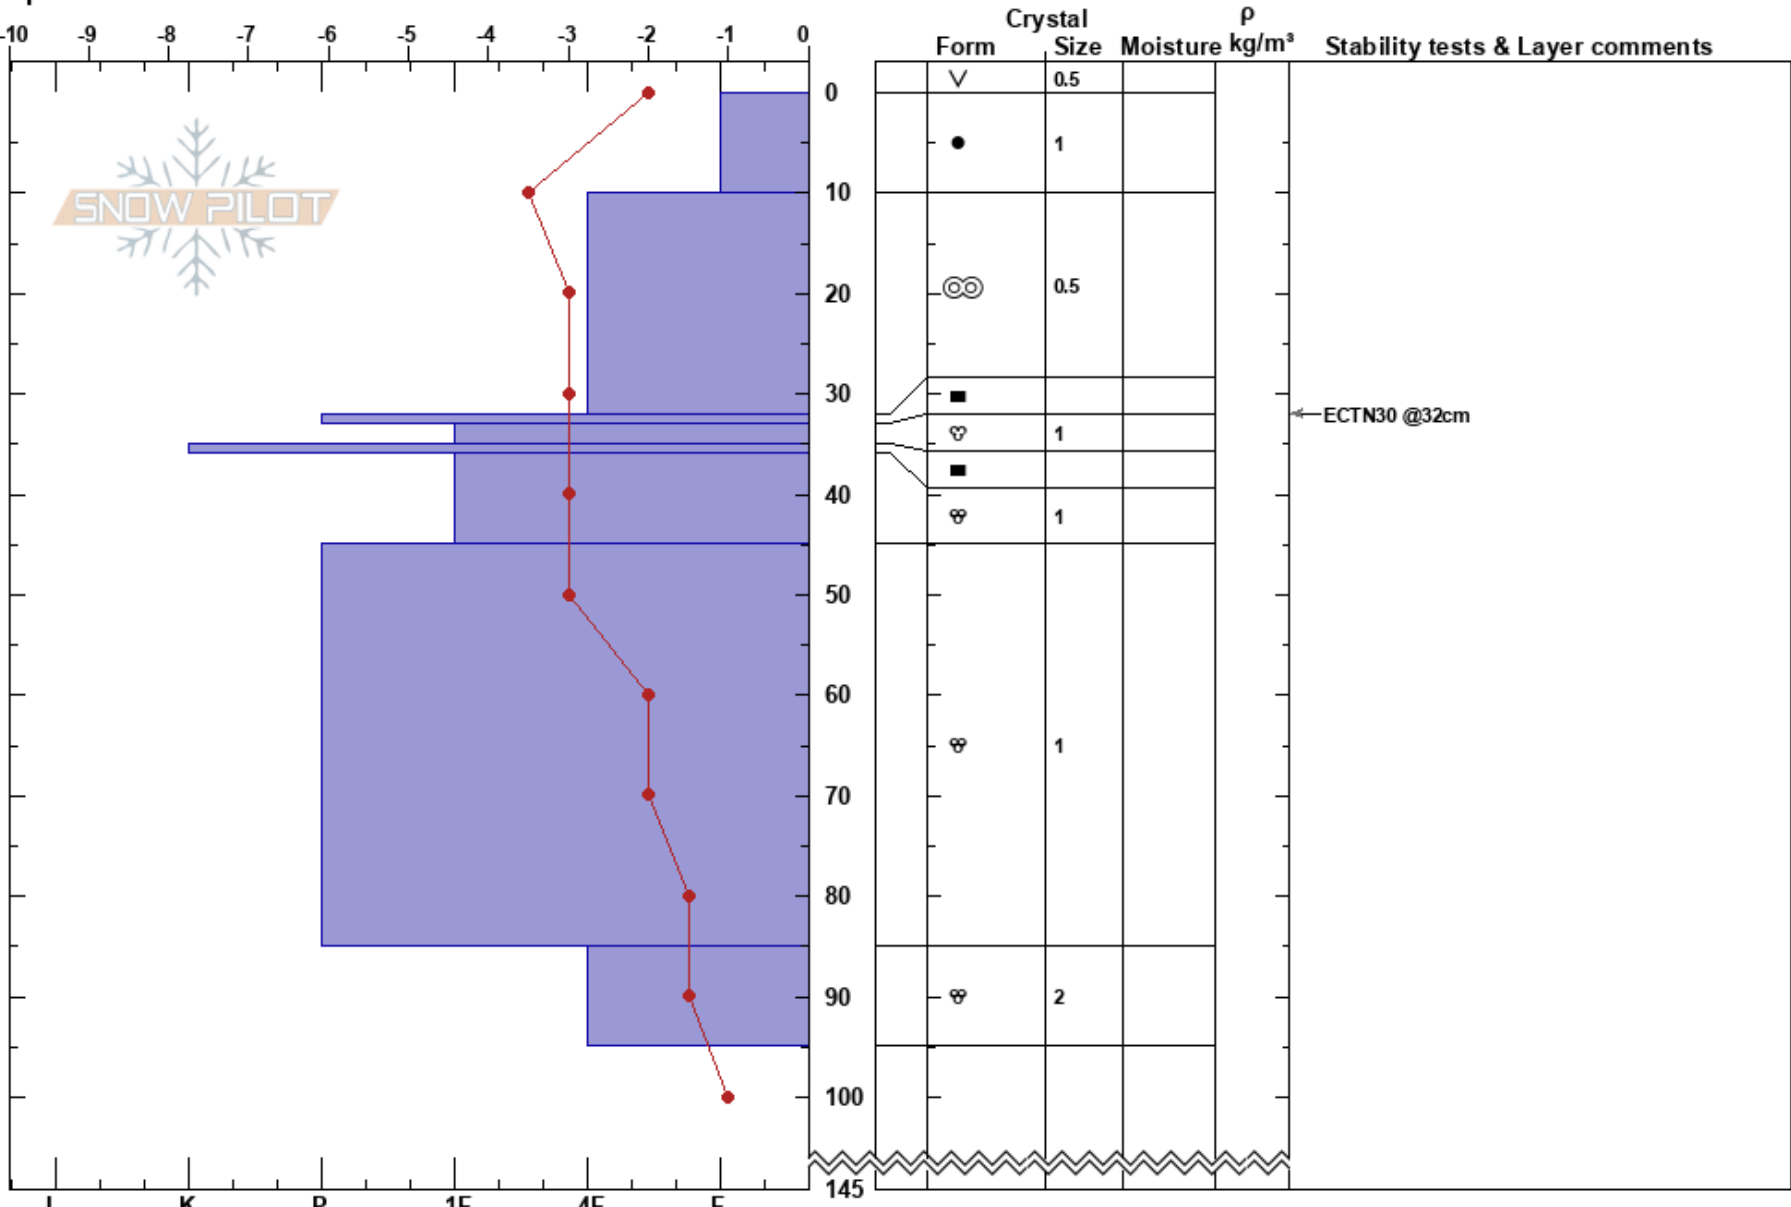 -10 -9 -8 -7 -6 -5 -4 -3 -2 -1 0
Crystal
ρ
Form Size Moisture kg/m³ Stability tests & Layer comments
0.5
0
1
10
SNOW PILOT
20
0.5
30
ECTN30 @32cm
1
40
1
50
60
1
70
80
90
2
100
145
I K P 1F 4F F